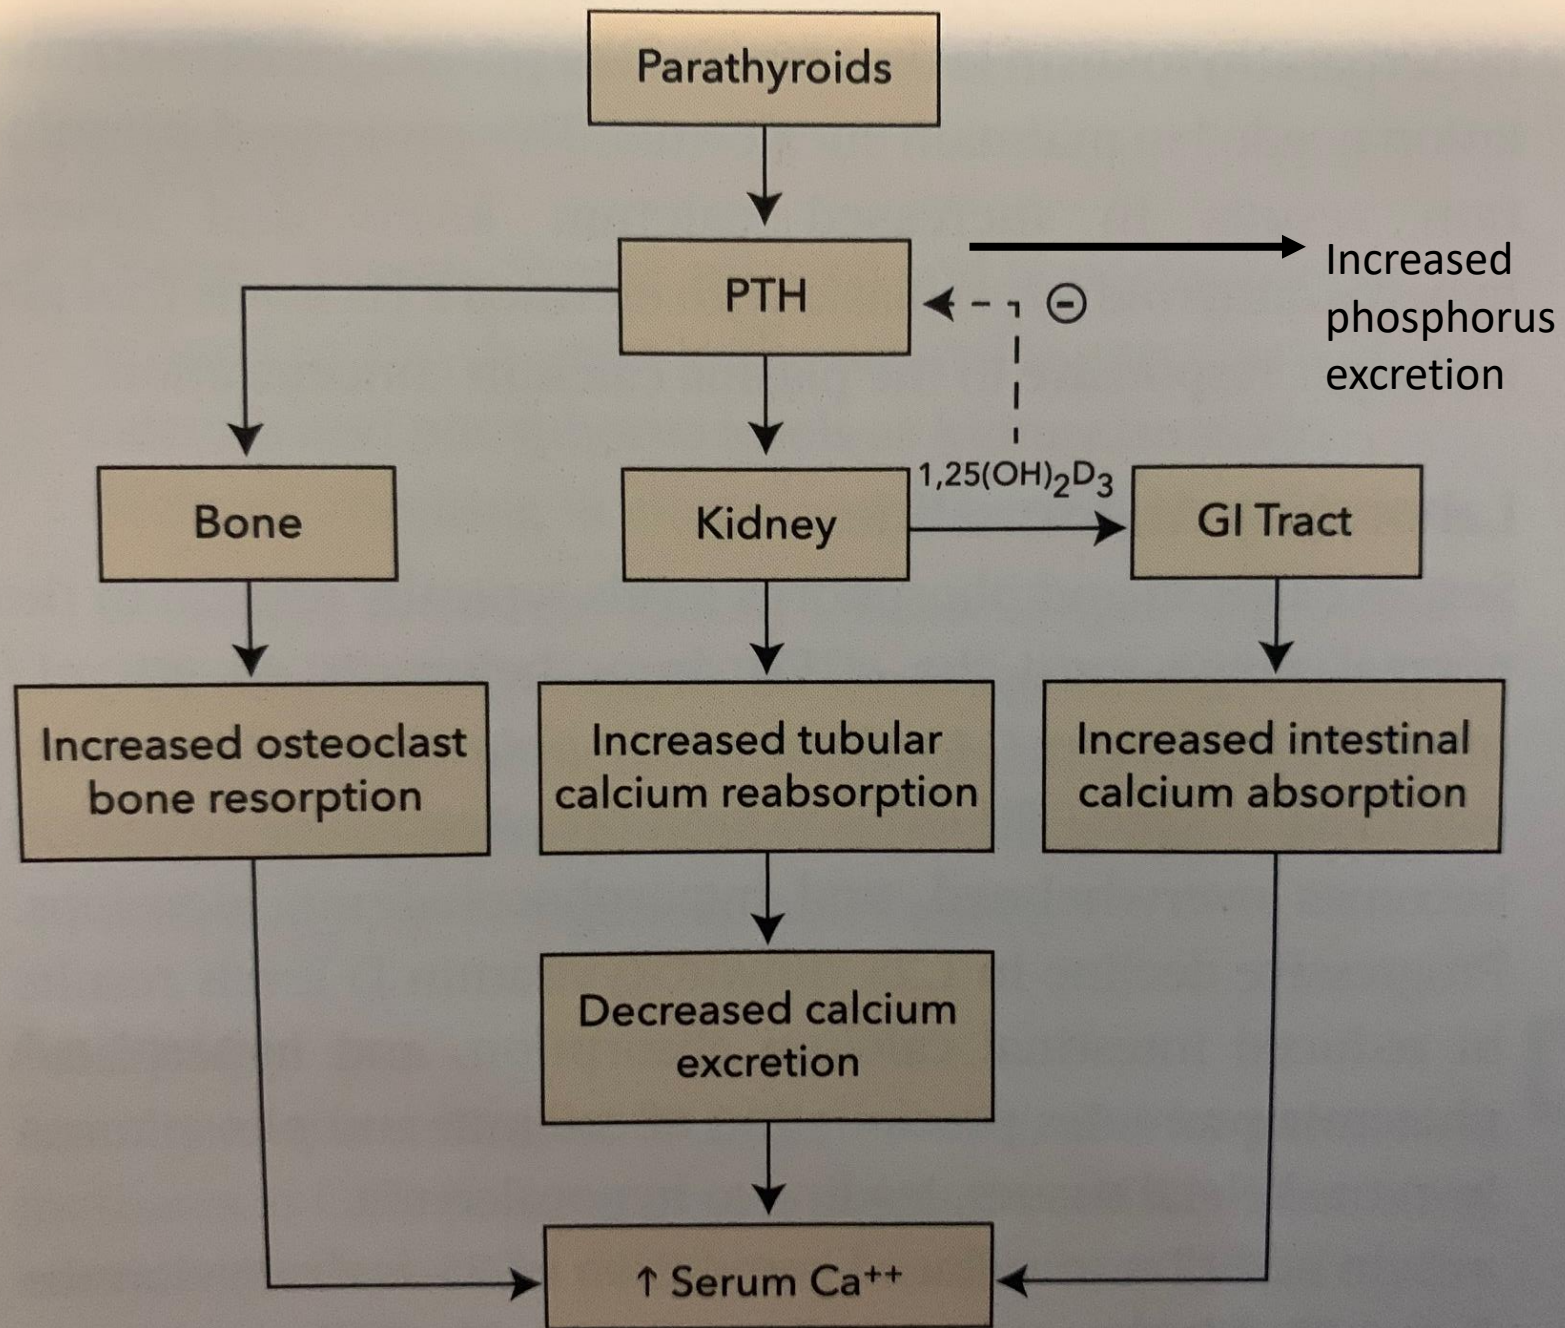 Parathyroids
PTH
Increased
phosphorus
excretion
⊖
Bone
Kidney
1,25(OH)₂D₃
GI Tract
Increased osteoclast
bone resorption
Increased tubular
calcium reabsorption
Increased intestinal
calcium absorption
Decreased calcium
excretion
↑ Serum Ca⁺⁺